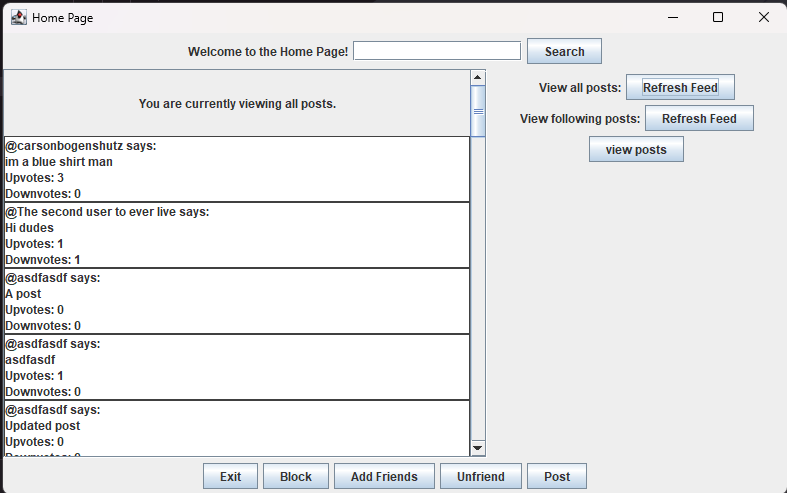 Home Page
Welcome to the Home Page! Search
You are currently viewing all posts.
View all posts: Refresh Feed
View following posts: Refresh Feed
view posts
@carsonbogenshutz says:
im a blue shirt man
Upvotes: 3
Downvotes: 0
@The second user to ever live says:
Hi dudes
Upvotes: 1
Downvotes: 1
@asdfasdf says:
A post
Upvotes: 0
Downvotes: 0
@asdfasdf says:
asdfasdf
Upvotes: 1
Downvotes: 0
@asdfasdf says:
Updated post
Upvotes: 0
Downvotes: 0
Exit Block Add Friends Unfriend Post